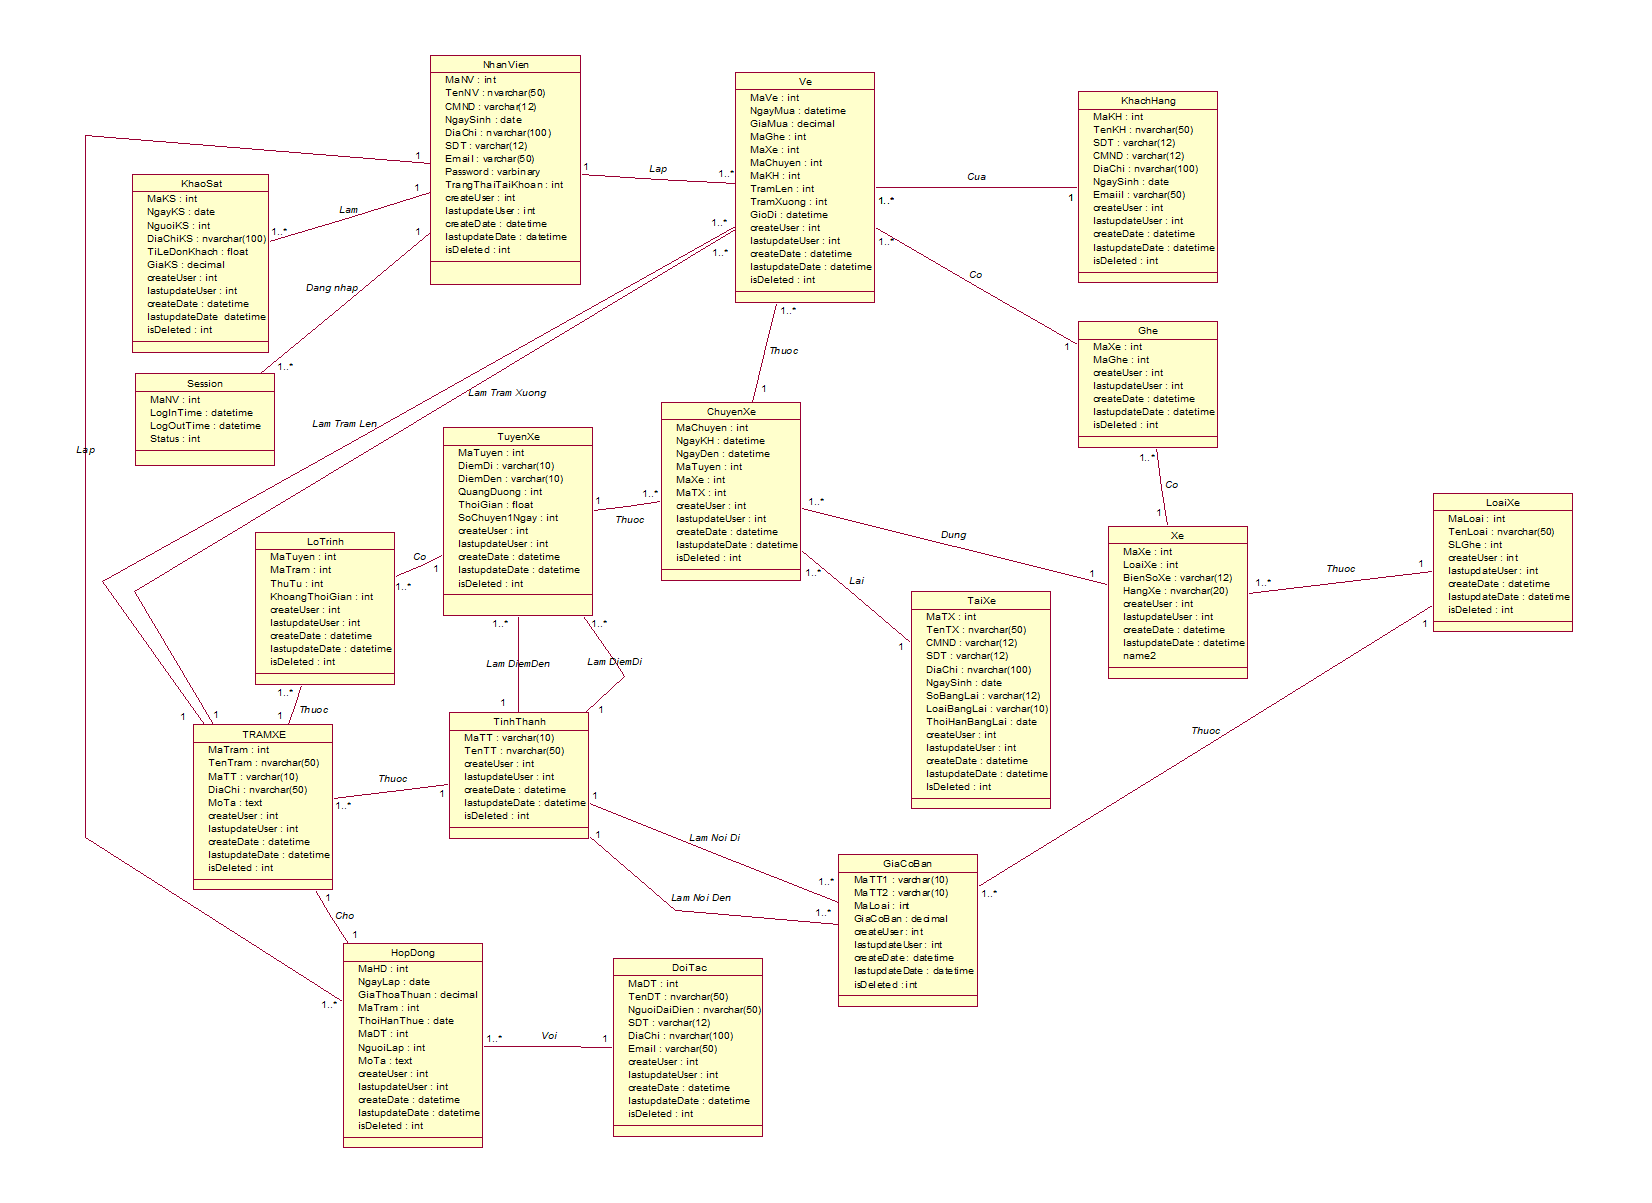 NhanVien
MaNV : int
TenNV : nvarchar(50)
CMND : varchar(12)
NgaySinh : date
DiaChi : nvarchar(100)
SDT : varchar(12)
Email : varchar(50)
Password : varbinary
TrangThaiTaiKhoan : int
createUser : int
lastupdateUser : int
createDate : datetime
lastupdateDate : datetime
isDeleted : int
Ve
MaVe : int
NgayMua : datetime
GiaMua : decimal
MaGhe : int
MaXe : int
MaChuyen : int
MaKH : int
TramLen : int
TramXuong : int
GioDi : datetime
createUser : int
lastupdateUser : int
createDate : datetime
lastupdateDate : datetime
isDeleted : int
KhachHang
MaKH : int
TenKH : nvarchar(50)
SDT : varchar(12)
CMND : varchar(12)
DiaChi : nvarchar(100)
NgaySinh : date
Emaiil : varchar(50)
createUser : int
lastupdateUser : int
createDate : datetime
lastupdateDate : datetime
isDeleted : int
KhaoSat
MaKS : int
NgayKS : date
NguoiKS : int
DiaChiKS : nvarchar(100)
TiLeDonKhach : float
GiaKS : decimal
createUser : int
lastupdateUser : int
createDate : datetime
lastupdateDate datetime
isDeleted : int
Session
MaNV : int
LogInTime : datetime
LogOutTime : datetime
Status : int
Ghe
MaXe : int
MaGhe : int
createUser : int
lastupdateUser : int
createDate : datetime
lastupdateDate : datetime
isDeleted : int
ChuyenXe
MaChuyen : int
NgayKH : datetime
NgayDen : datetime
MaTuyen : int
MaXe : int
MaTX : int
createUser : int
lastupdateUser : int
createDate : datetime
lastupdateDate : datetime
isDeleted : int
TuyenXe
MaTuyen : int
DiemDi : varchar(10)
DiemDen : varchar(10)
QuangDuong : int
ThoiGian : float
SoChuyen1Ngay : int
createUser : int
lastupdateUser : int
createDate : datetime
lastupdateDate : datetime
isDeleted : int
LoTrinh
MaTuyen : int
MaTram : int
ThuTu : int
KhoangThoiGian : int
createUser : int
lastupdateUser : int
createDate : datetime
lastupdateDate : datetime
isDeleted : int
Xe
MaXe : int
LoaiXe : int
BienSoXe : varchar(12)
HangXe : nvarchar(20)
createUser : int
lastupdateUser : int
createDate : datetime
lastupdateDate : datetime
name2
LoaiXe
MaLoai : int
TenLoai : nvarchar(50)
SLGhe : int
createUser : int
lastupdateUser : int
createDate : datetime
lastupdateDate : datetime
isDeleted : int
TaiXe
MaTX : int
TenTX : nvarchar(50)
CMND : varchar(12)
SDT : varchar(12)
DiaChi : nvarchar(100)
NgaySinh : date
SoBangLai : varchar(12)
LoaiBangLai : varchar(10)
ThoiHanBangLai : date
createUser : int
lastupdateUser : int
createDate : datetime
lastupdateDate : datetime
IsDeleted : int
TRAMXE
MaTram : int
TenTram : nvarchar(50)
MaTT : varchar(10)
DiaChi : nvarchar(50)
MoTa : text
createUser : int
lastupdateUser : int
createDate : datetime
lastupdateDate : datetime
isDeleted : int
TinhThanh
MaTT : varchar(10)
TenTT : nvarchar(50)
createUser : int
lastupdateUser : int
createDate : datetime
lastupdateDate : datetime
isDeleted : int
GiaCoBan
MaTT1 : varchar(10)
MaTT2 : varchar(10)
MaLoai : int
GiaCoBan : decimal
createUser : int
lastupdateUser : int
createDate : datetime
lastupdateDate : datetime
isDeleted : int
HopDong
MaHD : int
NgayLap : date
GiaThoaThuan : decimal
MaTram : int
ThoiHanThue : date
MaDT : int
NguoiLap : int
MoTa : text
createUser : int
lastupdateUser : int
createDate : datetime
lastupdateDate : datetime
isDeleted : int
DoiTac
MaDT : int
TenDT : nvarchar(50)
NguoiDaiDien : nvarchar(50)
SDT : varchar(12)
DiaChi : nvarchar(100)
Email : varchar(50)
createUser : int
lastupdateUser : int
createDate : datetime
lastupdateDate : datetime
isDeleted : int
1 Lap 1..*
1..* Cua 1
1..* Co 1
1 Lam 1..*
1 Dang nhap 1..*
1 Lap 1..*
1..* Lam Tram Len 1
1..* Lam Tram Xuong 1
1..* Thuoc 1
1 Thuoc 1..*
1..* Co 1
1..* Dung 1
1..* Lai 1
1..* Co 1
1..* Thuoc 1
1 Thuoc 1..*
1..* Thuoc 1
1..* Lam DiemDen 1
1..* Lam DiemDi 1
1..* Thuoc 1
1 Lam Noi Di 1..*
1 Lam Noi Den 1..*
1 Cho 1
1..* Voi 1